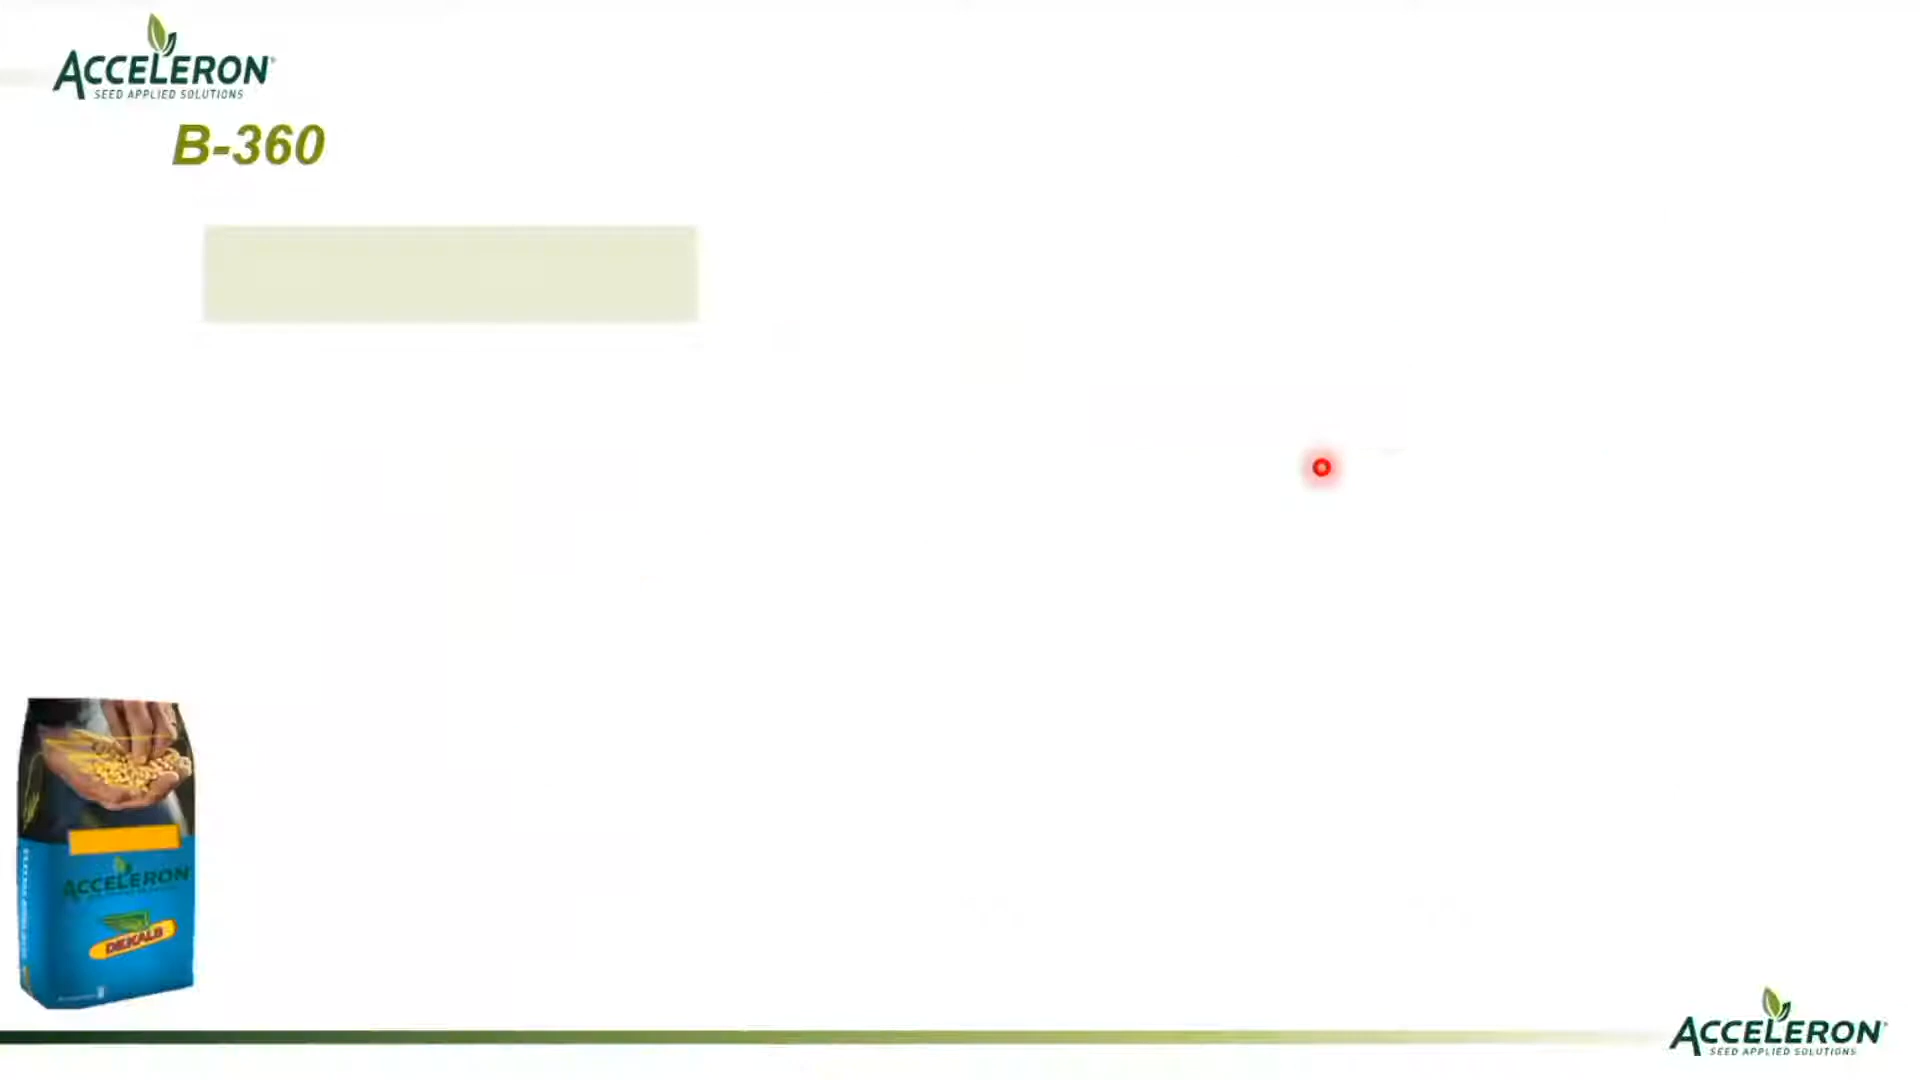 ACCELERON
SEED APPLIED SOLUTIONS
B-360
ACCELERON
DEKALB
ACCELERON
SEED APPLIED SOLUTIONS